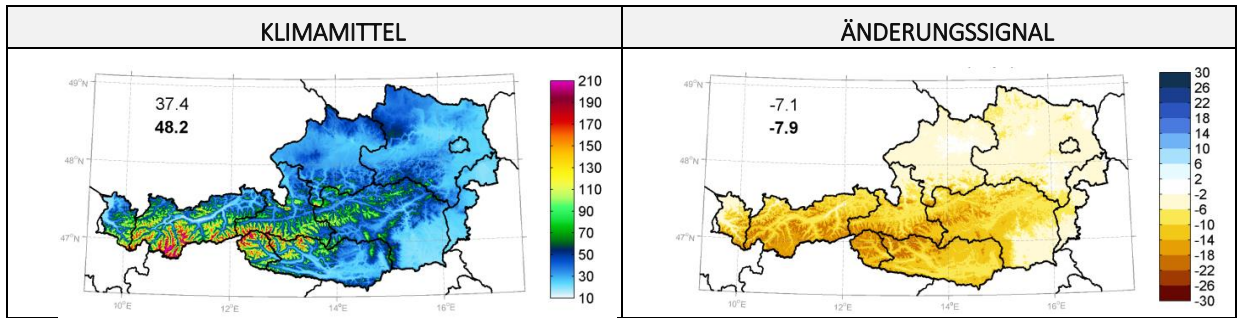 KLIMAMITTEL
ÄNDERUNGSSIGNAL
49°N
48°N
47°N
10°E
12°E
14°E
16°E
37.4
48.2
210
190
170
150
130
110
90
70
50
30
10
49°N
48°N
47°N
10°E
12°E
14°E
16°E
-7.1
-7.9
30
26
22
18
14
10
6
2
-2
-6
-10
-14
-18
-22
-26
-30